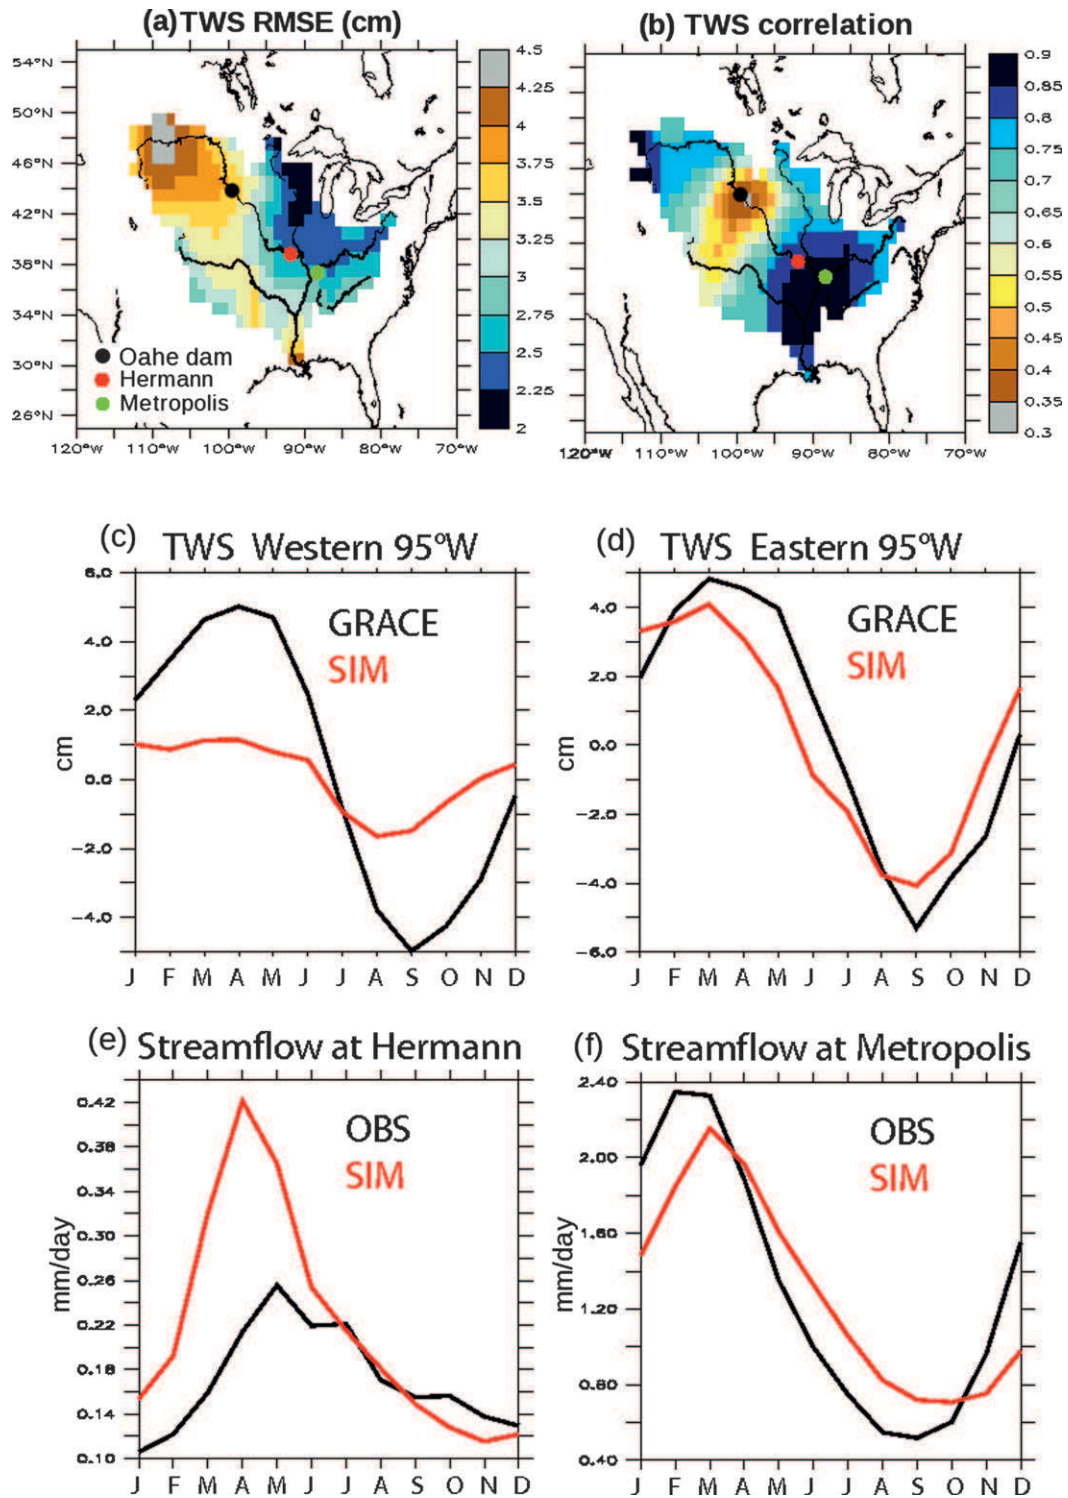 (a) TWS RMSE (cm)
(b) TWS correlation
54°N
50°N
46°N
42°N
38°N
34°N
30°N
26°N
120°W 110°W 100°W 90°W 80°W 70°W
Oahe dam
Hermann
Metropolis
4.5
4.25
4
3.75
3.5
3.25
3
2.75
2.5
2.25
2
120°W 110°W 100°W 90°W 80°W 70°W
0.9
0.85
0.8
0.75
0.7
0.65
0.6
0.55
0.5
0.45
0.4
0.35
0.3
(c) TWS Western 95°W
6.0
4.0
2.0
0.0
-2.0
-4.0
cm
GRACE
SIM
J F M A M J J A S O N D
(d) TWS Eastern 95°W
4.0
2.0
0.0
-2.0
-4.0
-6.0
cm
GRACE
SIM
J F M A M J J A S O N D
(e) Streamflow at Hermann
0.42
0.38
0.34
0.30
0.26
0.22
0.18
0.14
0.10
mm/day
OBS
SIM
J F M A M J J A S O N D
(f) Streamflow at Metropolis
2.40
2.00
1.60
1.20
0.80
0.40
mm/day
OBS
SIM
J F M A M J J A S O N D